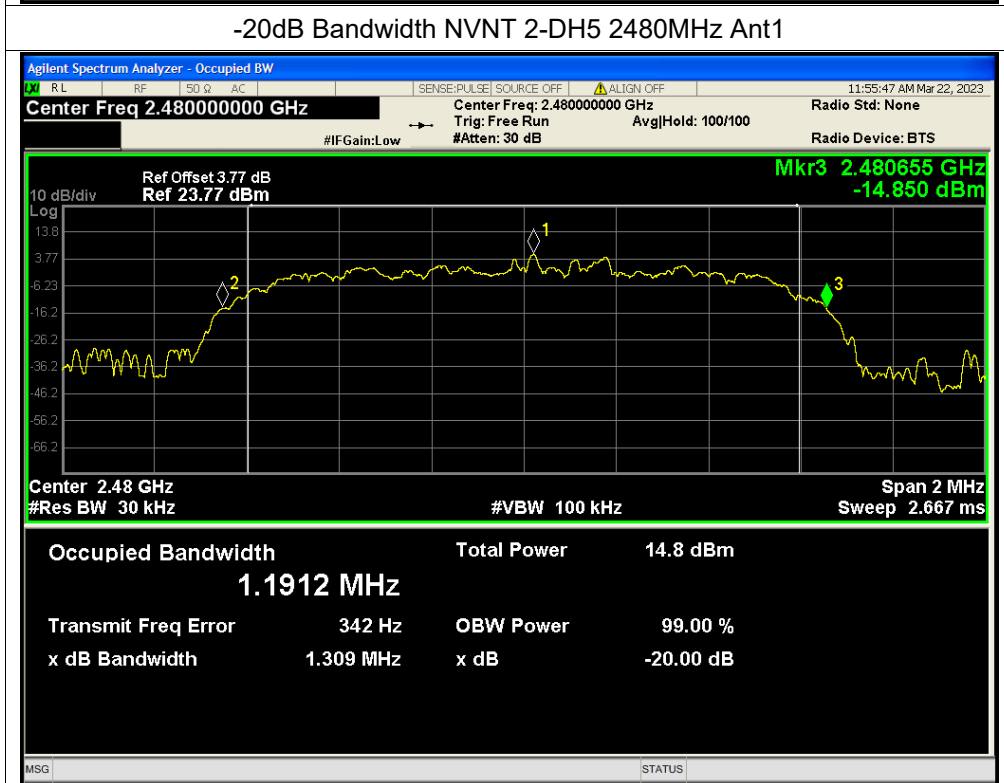 -20dB Bandwidth NVNT 2-DH5 2480MHz Ant1
Agilent Spectrum Analyzer - Occupied BW
LXI RL RF 50 Ω AC SENSE:PULSE SOURCE OFF ALIGN OFF 11:55:47 AM Mar 22, 2023
Center Freq 2.480000000 GHz Center Freq: 2.480000000 GHz Radio Std: None
Trig: Free Run Avg|Hold: 100/100
#IFGain:Low #Atten: 30 dB Radio Device: BTS
Ref Offset 3.77 dB Mkr3 2.480655 GHz
10 dB/div Ref 23.77 dBm -14.850 dBm
Log
13.8
1
3.77
-6.23
2 3
-16.2
-26.2
-36.2
-46.2
-56.2
-66.2
Center 2.48 GHz Span 2 MHz
#Res BW 30 kHz #VBW 100 kHz Sweep 2.667 ms
Occupied Bandwidth Total Power 14.8 dBm
1.1912 MHz
Transmit Freq Error 342 Hz OBW Power 99.00 %
x dB Bandwidth 1.309 MHz x dB -20.00 dB
MSG STATUS